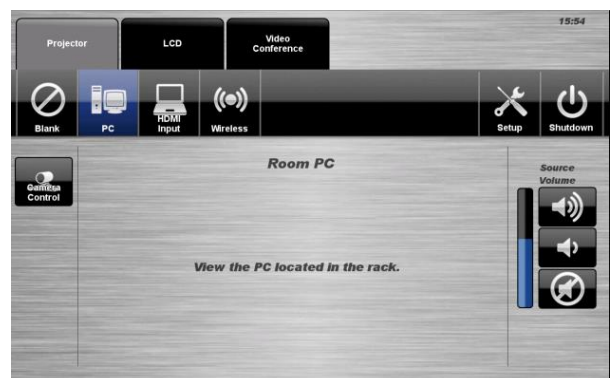 15:54
Projector
LCD
Video
Conference
Blank
PC
HDMI
Input
Wireless
Setup
Shutdown
Camera
Control
Room PC
Source
Volume
View the PC located in the rack.